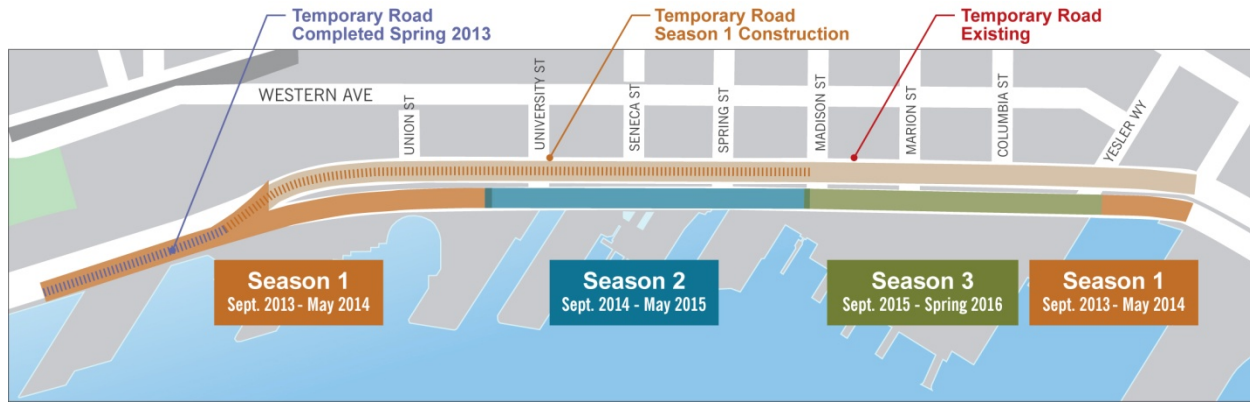 Temporary Road
Completed Spring 2013
Temporary Road
Season 1 Construction
Temporary Road
Existing
WESTERN AVE
UNION ST
UNIVERSITY ST
SENECA ST
SPRING ST
MADISON ST
MARION ST
COLUMBIA ST
YESLER WY
Season 1
Sept. 2013 - May 2014
Season 2
Sept. 2014 - May 2015
Season 3
Sept. 2015 - Spring 2016
Season 1
Sept. 2013 - May 2014